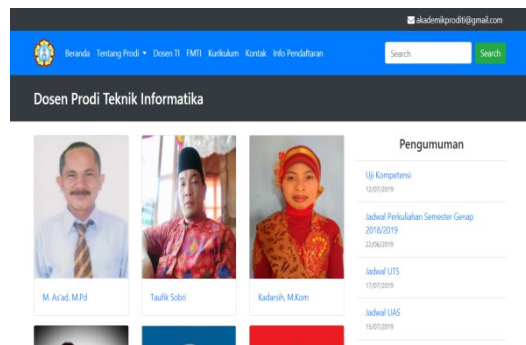 akademikproditi@gmail.com
Beranda Tentang Prodi Dosen TI FMTI Kurikulum Kontak Info Pendaftaran
Search
Search
Dosen Prodi Teknik Informatika
M. As'ad, M.Pd
Taufik Sobri
Kadarsih, M.Kom
Pengumuman
Uji Kompetensi
12/07/2019
Jadwal Perkuliahan Semester Genap
2018/2019
22/06/2019
Jadwal UTS
17/07/2019
Jadwal UAS
15/07/2019